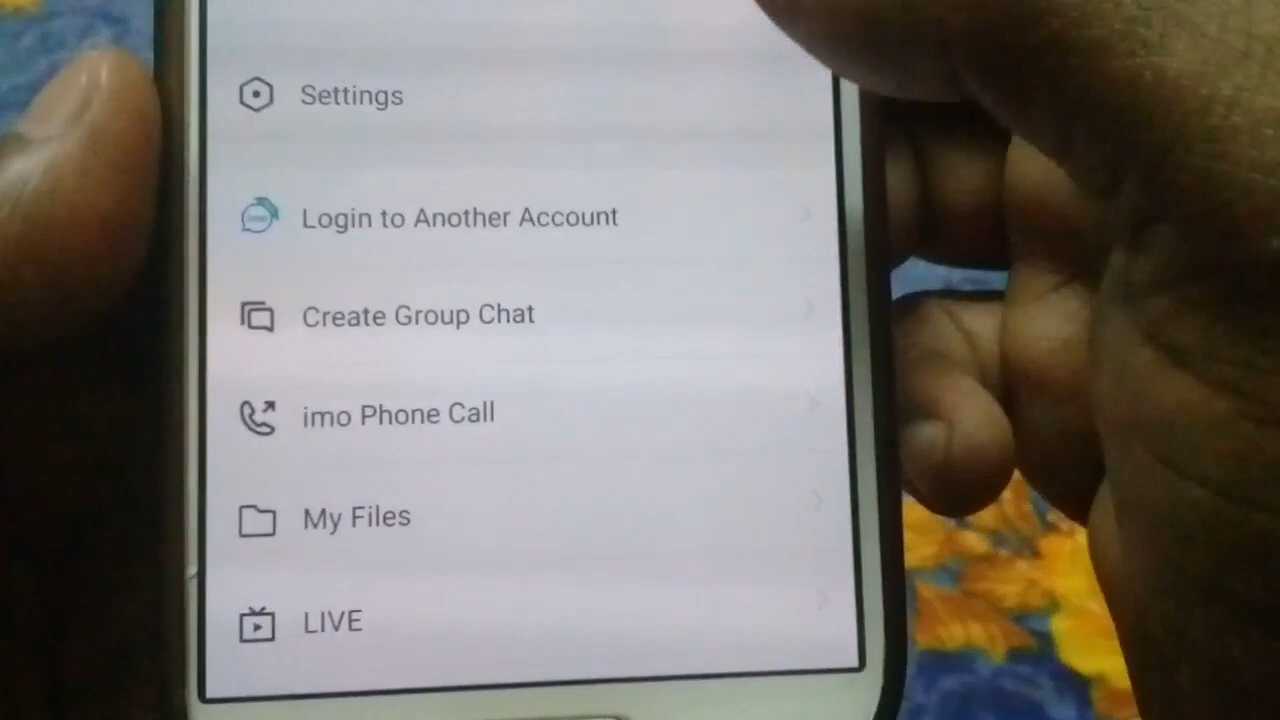 Settings
Login to Another Account
Create Group Chat
imo Phone Call
My Files
LIVE